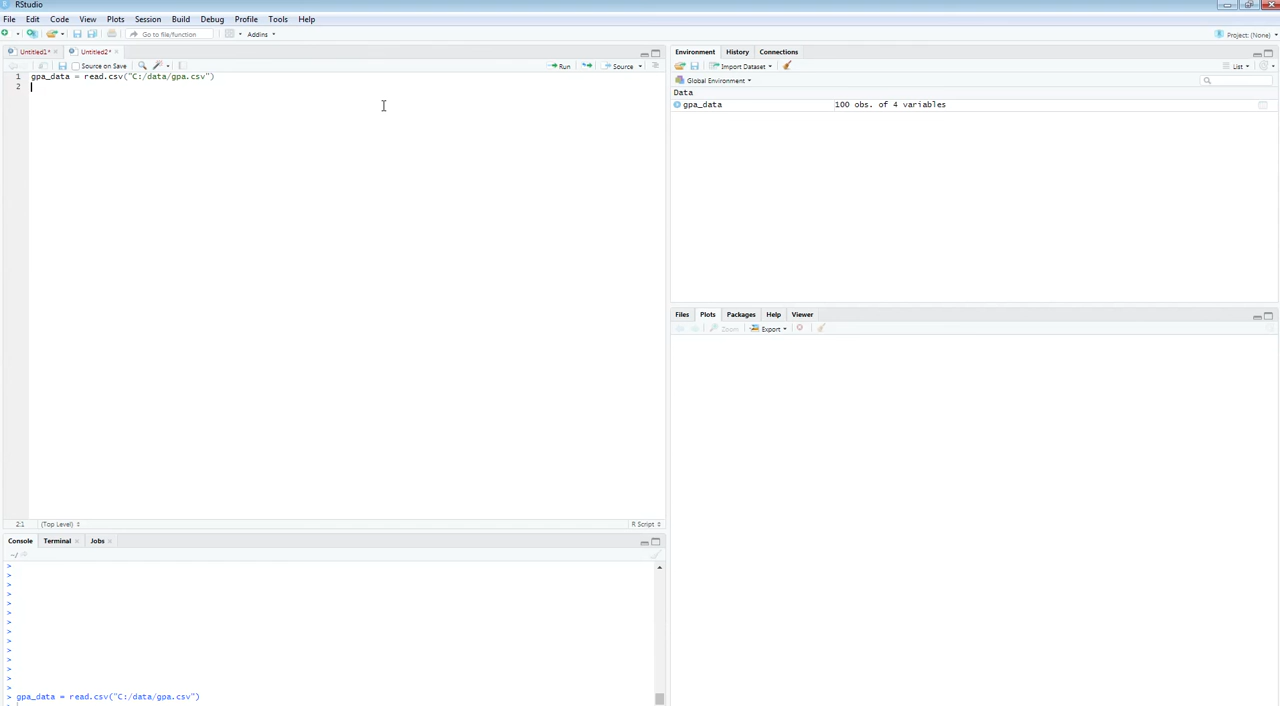 RStudio
File Edit Code View Plots Session Build Debug Profile Tools Help
Go to file/function Addins Project: (None)
Untitled1* Untitled2*
Source on Save Run Source
1 gpa_data = read.csv("C:/data/gpa.csv")
2
2:1 (Top Level) R Script
Console Terminal Jobs
~/
>
>
>
>
>
>
>
>
>
>
>
>
>
>
> gpa_data = read.csv("C:/data/gpa.csv")
Environment History Connections
Import Dataset List
Global Environment
Data
gpa_data 100 obs. of 4 variables
Files Plots Packages Help Viewer
Zoom Export